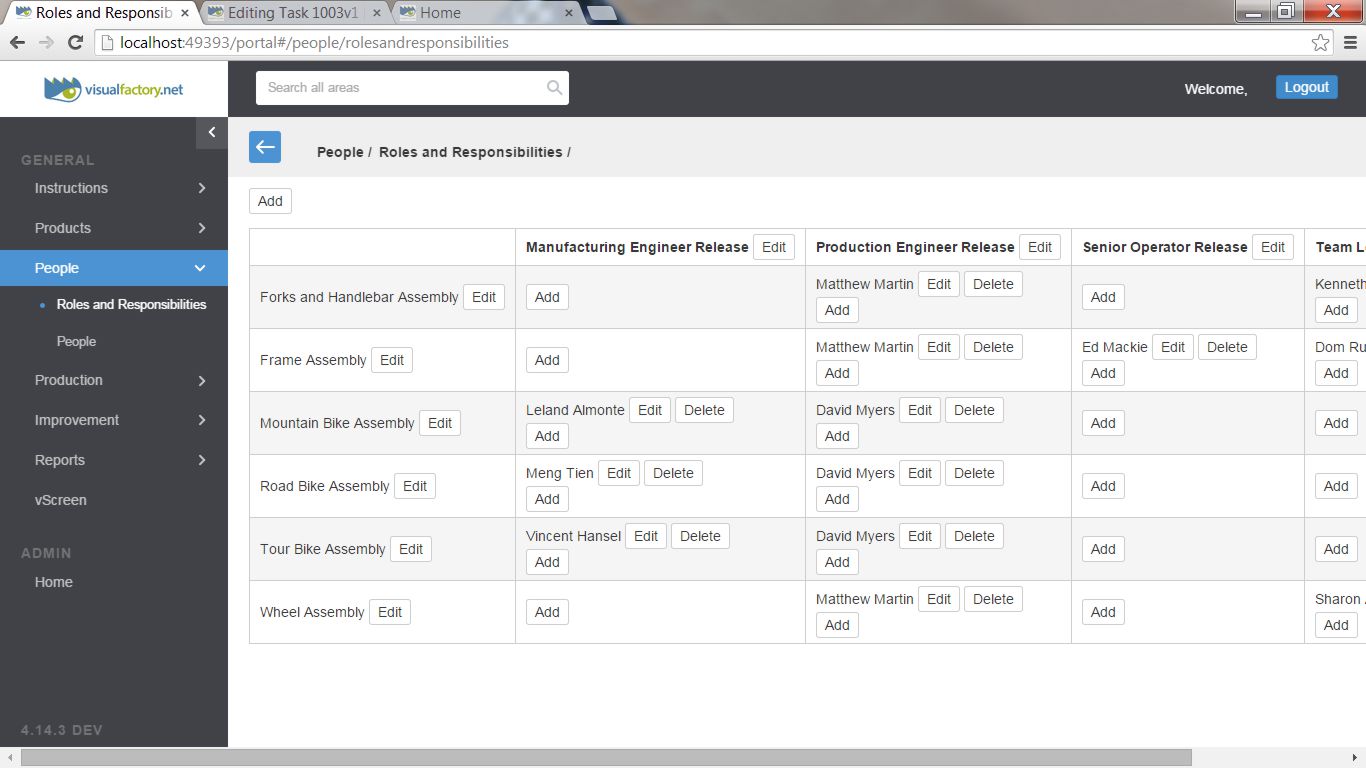 Roles and Responsib
Editing Task 1003v1
Home
localhost:49393/portal#/people/rolesandresponsibilities
visualfactory.net
Search all areas
Welcome,
Logout
GENERAL
Instructions
Products
People
Roles and Responsibilities
People
Production
Improvement
Reports
vScreen
ADMIN
Home
4.14.3 DEV
People / Roles and Responsibilities /
Add
Manufacturing Engineer Release Edit Production Engineer Release Edit Senior Operator Release Edit Team L
Forks and Handlebar Assembly Edit
Add
Matthew Martin Edit Delete
Add
Add
Kenneth
Add
Frame Assembly Edit
Add
Matthew Martin Edit Delete
Add
Ed Mackie Edit Delete
Add
Dom Ru
Add
Mountain Bike Assembly Edit
Leland Almonte Edit Delete
Add
David Myers Edit Delete
Add
Add
Add
Road Bike Assembly Edit
Meng Tien Edit Delete
Add
David Myers Edit Delete
Add
Add
Add
Tour Bike Assembly Edit
Vincent Hansel Edit Delete
Add
David Myers Edit Delete
Add
Add
Add
Wheel Assembly Edit
Add
Matthew Martin Edit Delete
Add
Add
Sharon
Add